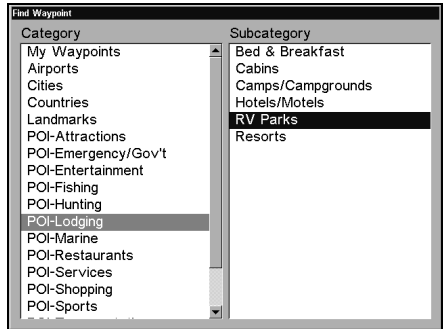 Find Waypoint
Category
My Waypoints
Airports
Cities
Countries
Landmarks
POI-Attractions
POI-Emergency/Gov't
POI-Entertainment
POI-Fishing
POI-Hunting
POI-Lodging
POI-Marine
POI-Restaurants
POI-Services
POI-Shopping
POI-Sports
Subcategory
Bed & Breakfast
Cabins
Camps/Campgrounds
Hotels/Motels
RV Parks
Resorts